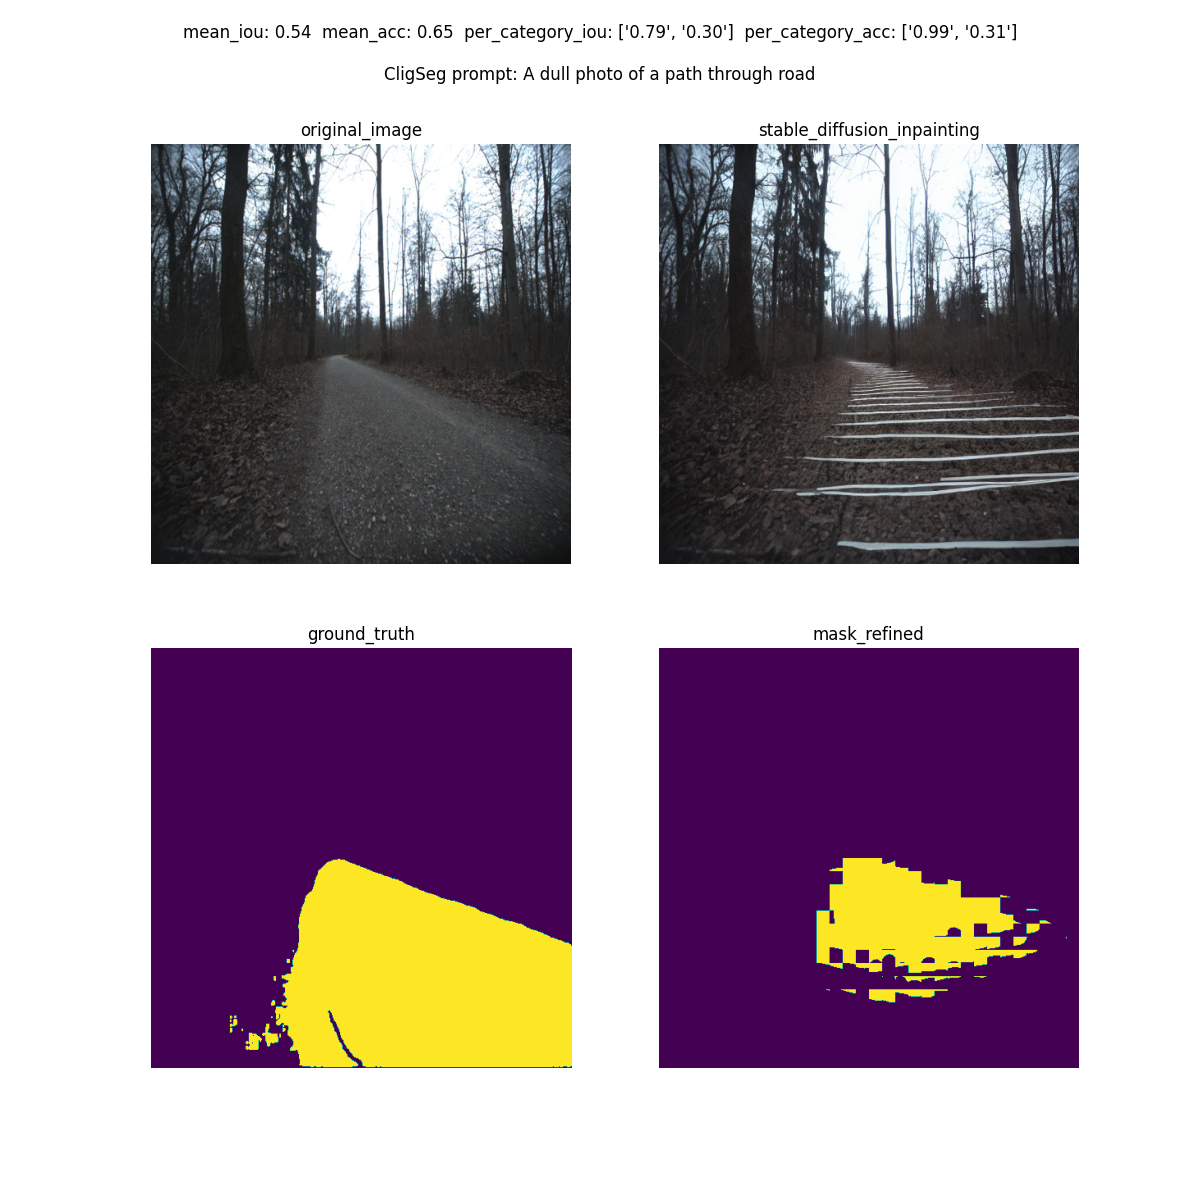 mean_iou: 0.54  mean_acc: 0.65  per_category_iou: ['0.79', '0.30']  per_category_acc: ['0.99', '0.31']
CligSeg prompt: A dull photo of a path through road
original_image
stable_diffusion_inpainting
ground_truth
mask_refined